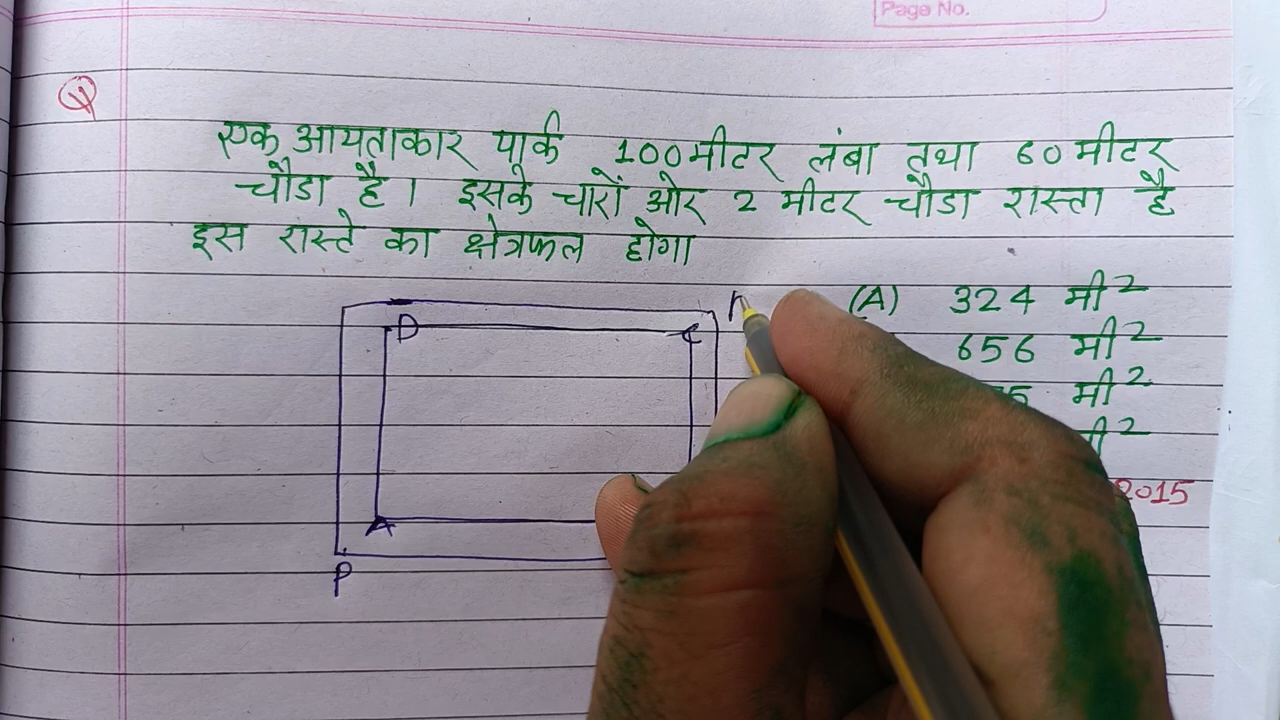 Page No.
Q
एक आयताकार पार्क 100 मीटर लंबा तथा 60 मीटर
चौडा है। इसके चारों ओर 2 मीटर चौडा रास्ता है
इस रास्ते का क्षेत्रफल होगा
(A) 324 मी²
656 मी²
मी²
2015
D
C
A
P